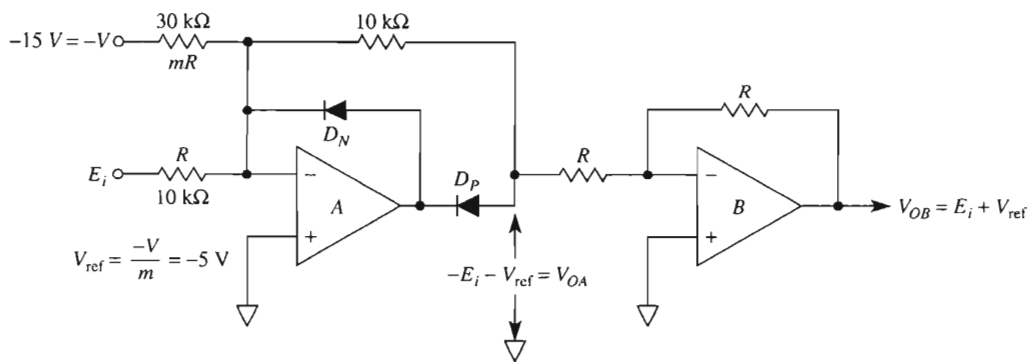 30 kΩ
10 kΩ
−15 V = −V
mR
R
D_N
R
E_i
R
10 kΩ
−
A
+
D_P
−
B
+
V_OB = E_i + V_ref
V_ref = −V/m = −5 V
−E_i − V_ref = V_OA